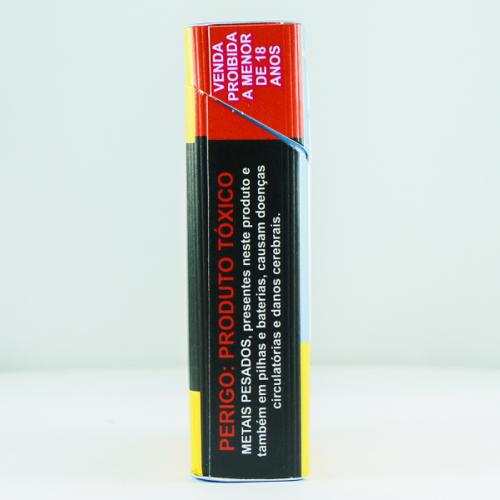 VENDA
PROIBIDA
A MENOR
DE 18
ANOS
PERIGO: PRODUTO TÓXICO
METAIS PESADOS, presentes neste produto e
também em pilhas e baterias, causam doenças
circulatórias e danos cerebrais.